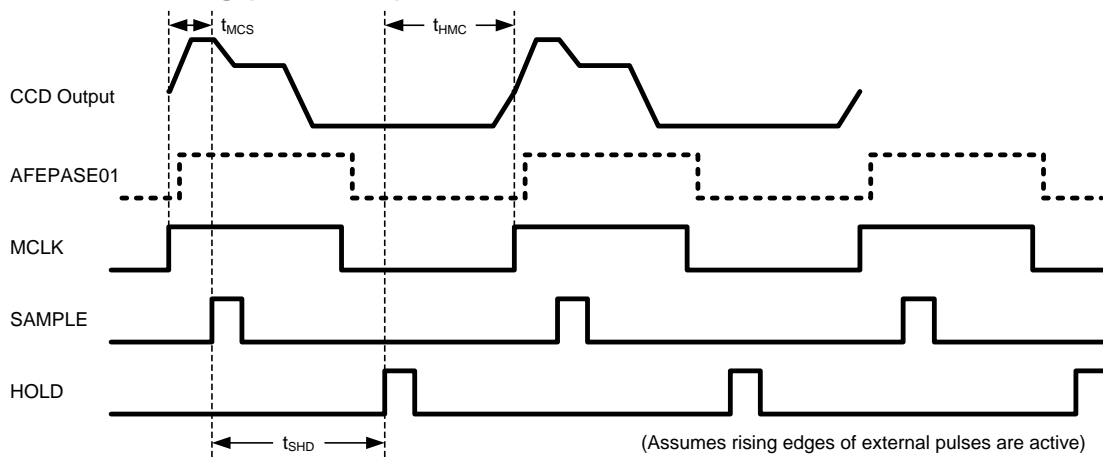 tMCS
tHMC
CCD Output
AFEPASE01
MCLK
SAMPLE
HOLD
tSHD
(Assumes rising edges of external pulses are active)